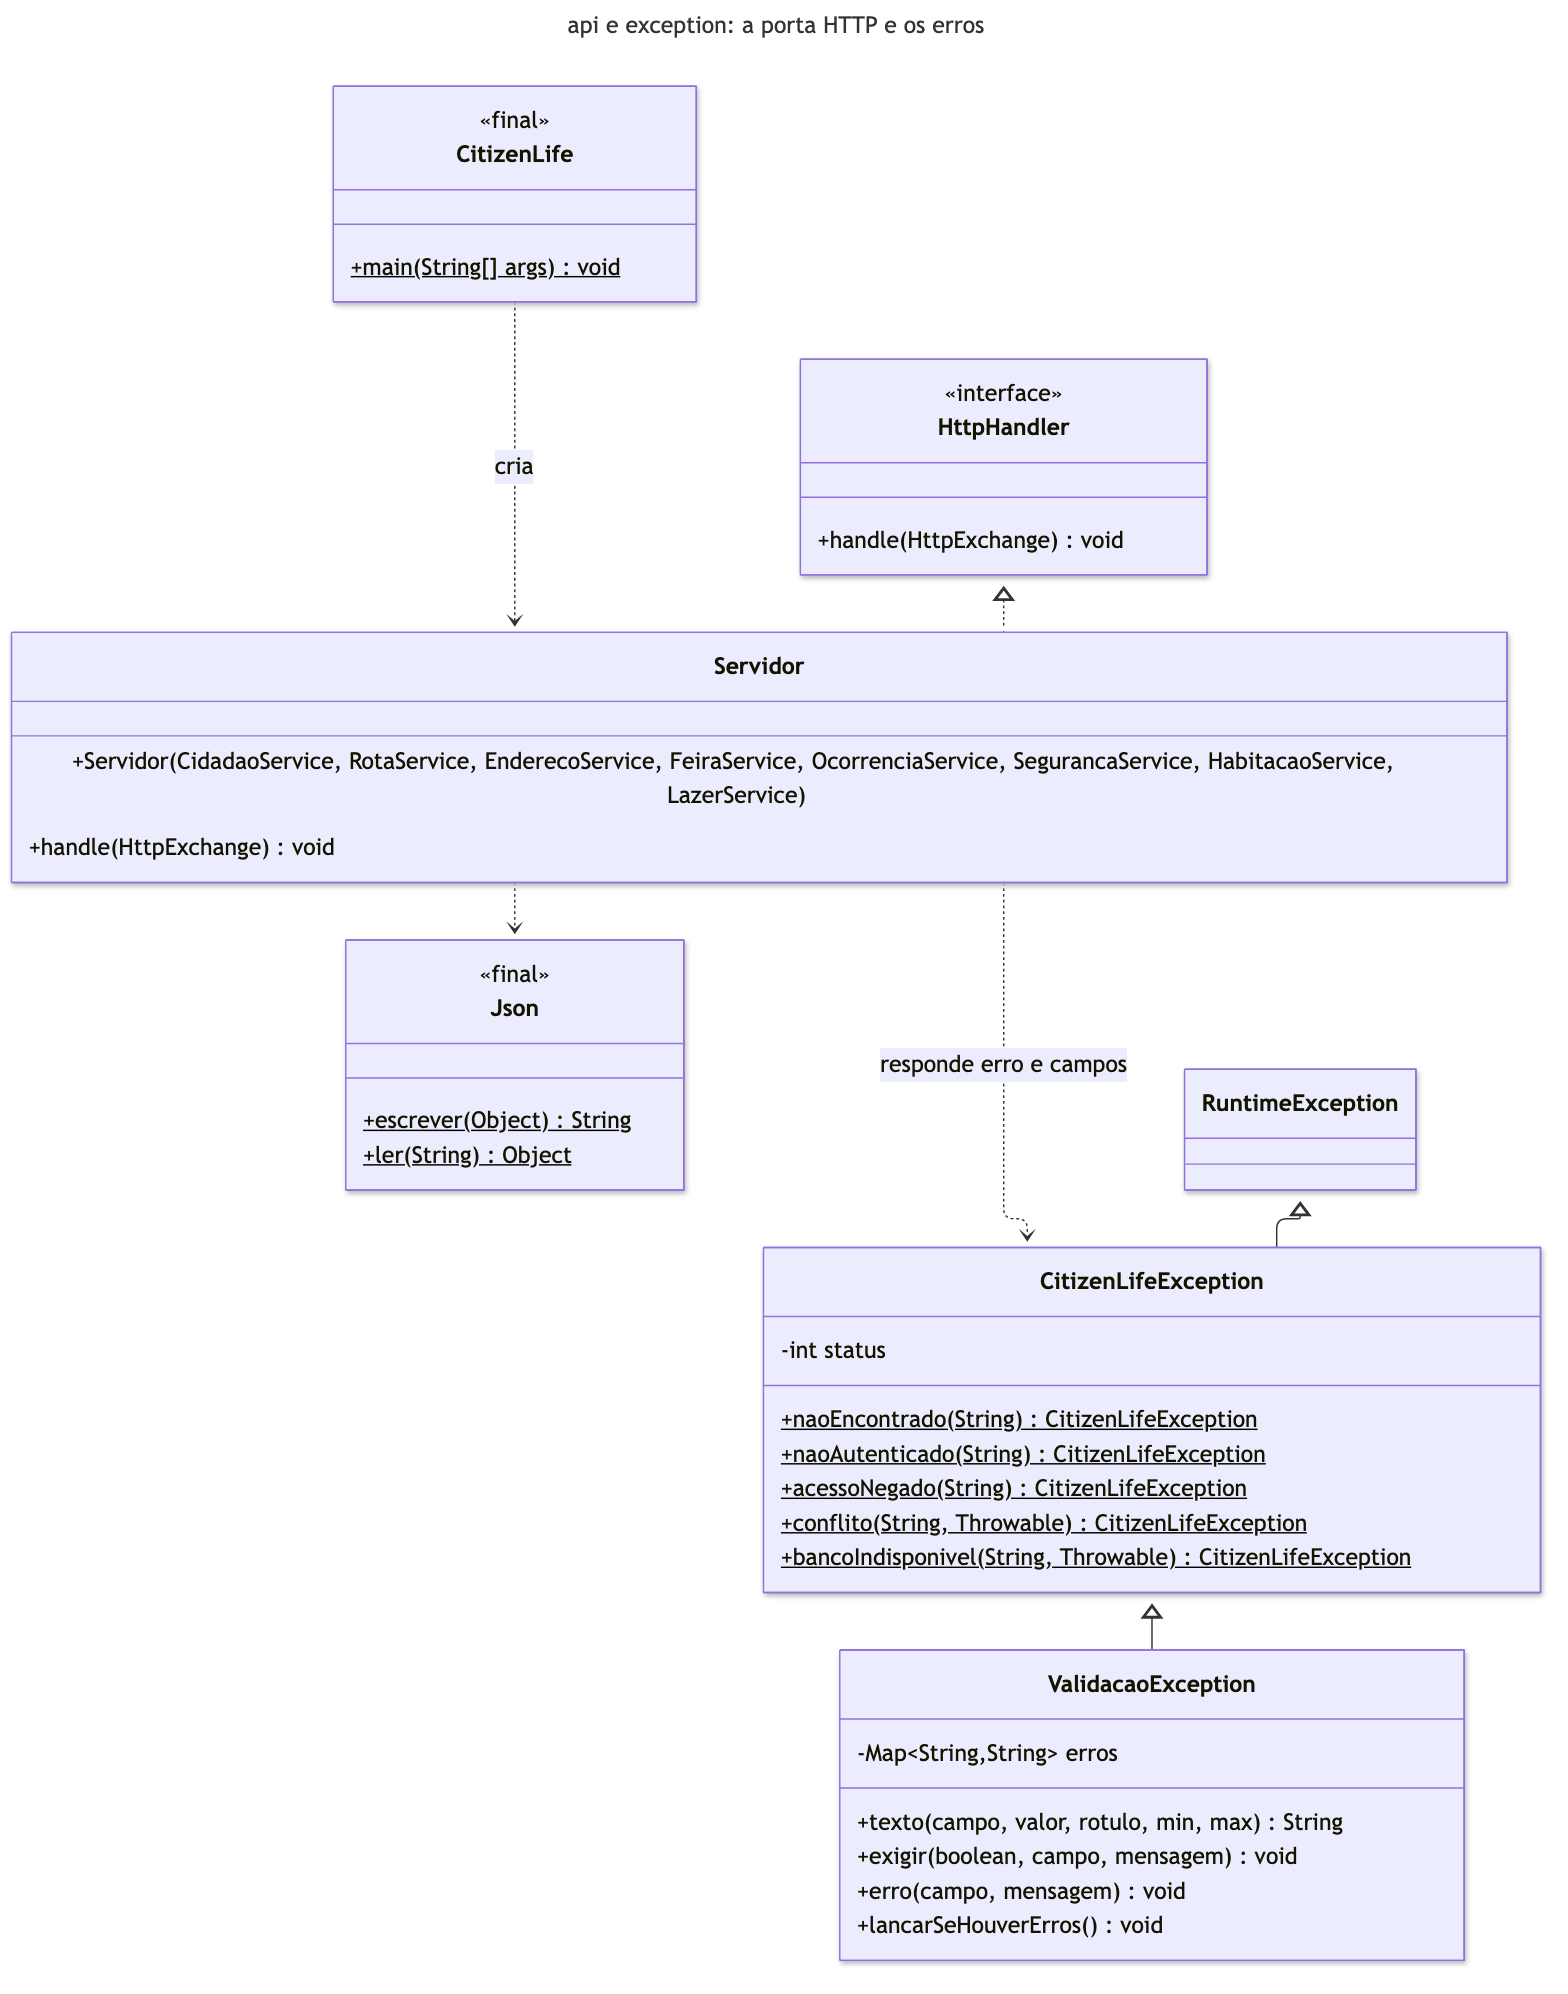 api e exception: a porta HTTP e os erros
«final»
CitizenLife
+main(String[] args) : void
cria
«interface»
HttpHandler
+handle(HttpExchange) : void
Servidor
+Servidor(CidadaoService, RotaService, EnderecoService, FeiraService, OcorrenciaService, SegurancaService, HabitacaoService,
LazerService)
+handle(HttpExchange) : void
«final»
Json
+escrever(Object) : String
+ler(String) : Object
responde erro e campos
RuntimeException
CitizenLifeException
-int status
+naoEncontrado(String) : CitizenLifeException
+naoAutenticado(String) : CitizenLifeException
+acessoNegado(String) : CitizenLifeException
+conflito(String, Throwable) : CitizenLifeException
+bancoIndisponivel(String, Throwable) : CitizenLifeException
ValidacaoException
-Map<String,String> erros
+texto(campo, valor, rotulo, min, max) : String
+exigir(boolean, campo, mensagem) : void
+erro(campo, mensagem) : void
+lancarSeHouverErros() : void